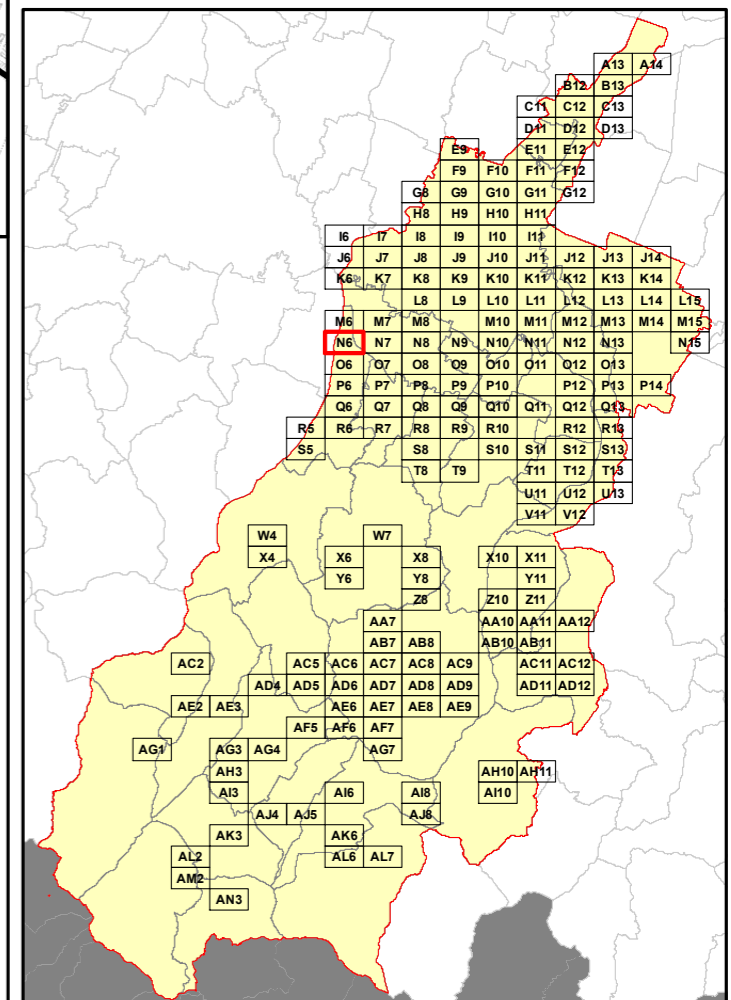 A13 A14
B12 B13
C11 C12 C13
D11 D12 D13
E9 E11 E12
F9 F10 F11 F12
G8 G9 G10 G11 G12
H8 H9 H10 H11
I6 I7 I8 I9 I10 I11
J6 J7 J8 J9 J10 J11 J12 J13 J14
K6 K7 K8 K9 K10 K11 K12 K13 K14
L8 L9 L10 L11 L12 L13 L14 L15
M6 M7 M8 M10 M11 M12 M13 M14 M15
N6 N7 N8 N9 N10 N11 N12 N13 N15
O6 O7 O8 O9 O10 O11 O12 O13
P6 P7 P8 P9 P10 P12 P13 P14
Q6 Q7 Q8 Q9 Q10 Q11 Q12 Q13
R5 R6 R7 R8 R9 R10 R12 R13
S5 S8 S10 S11 S12 S13
T8 T9 T11 T12 T13
U11 U12 U13
V11 V12
W4 W7
X4 X6 X8 X10 X11
Y6 Y8 Y11
Z8 Z10 Z11
AA7 AA10 AA11 AA12
AB7 AB8 AB10 AB11
AC2 AC5 AC6 AC7 AC8 AC9 AC11 AC12
AD4 AD5 AD6 AD7 AD8 AD9 AD11 AD12
AE2 AE3 AE6 AE7 AE8 AE9
AF5 AF6 AF7
AG1 AG3 AG4 AG7
AH3 AH10 AH11
AI3 AI6 AI8 AI10
AJ4 AJ5 AJ8
AK3 AK6
AL2 AL6 AL7
AM2
AN3